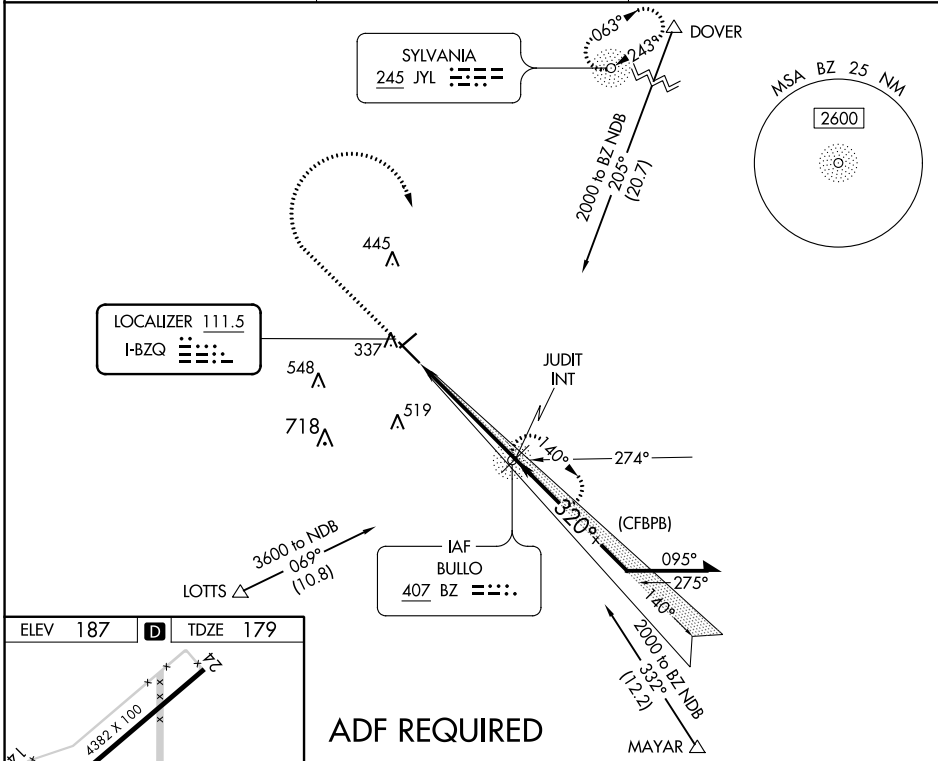 063°
243°
DOVER
SYLVANIA
245 JYL
MSA BZ 25 NM
2600
2000 to BZ NDB
205°
(20.7)
445
LOCALIZER 111.5
I-BZQ
337
548
718
519
JUDIT
INT
140°
274°
320°
(CFBPB)
095°
275°
140°
3600 to NDB
069°
(10.8)
LOTTS
IAF
BULLO
407 BZ
2000 to BZ NDB
332°
(12.2)
MAYAR
ELEV 187 D TDZE 179
24
4382 X 100
14
ADF REQUIRED